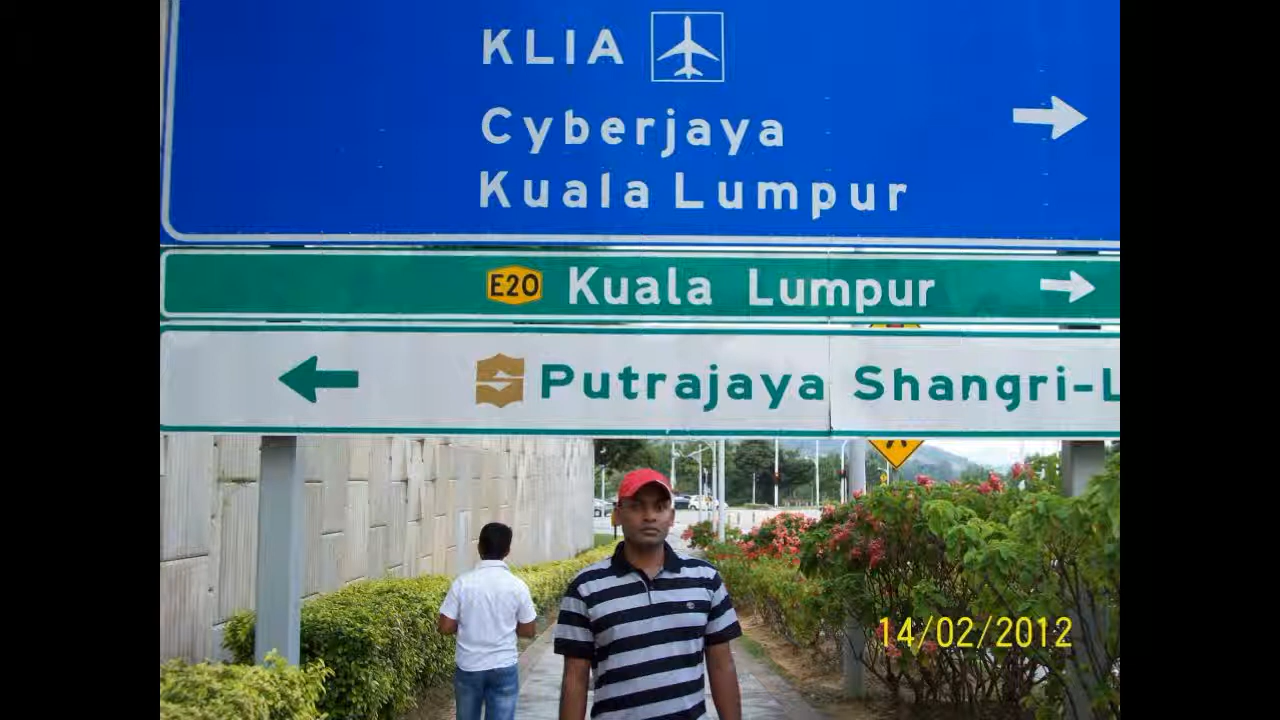 KLIA
Cyberjaya
Kuala Lumpur
E20 Kuala Lumpur
Putrajaya Shangri-L
14/02/2012